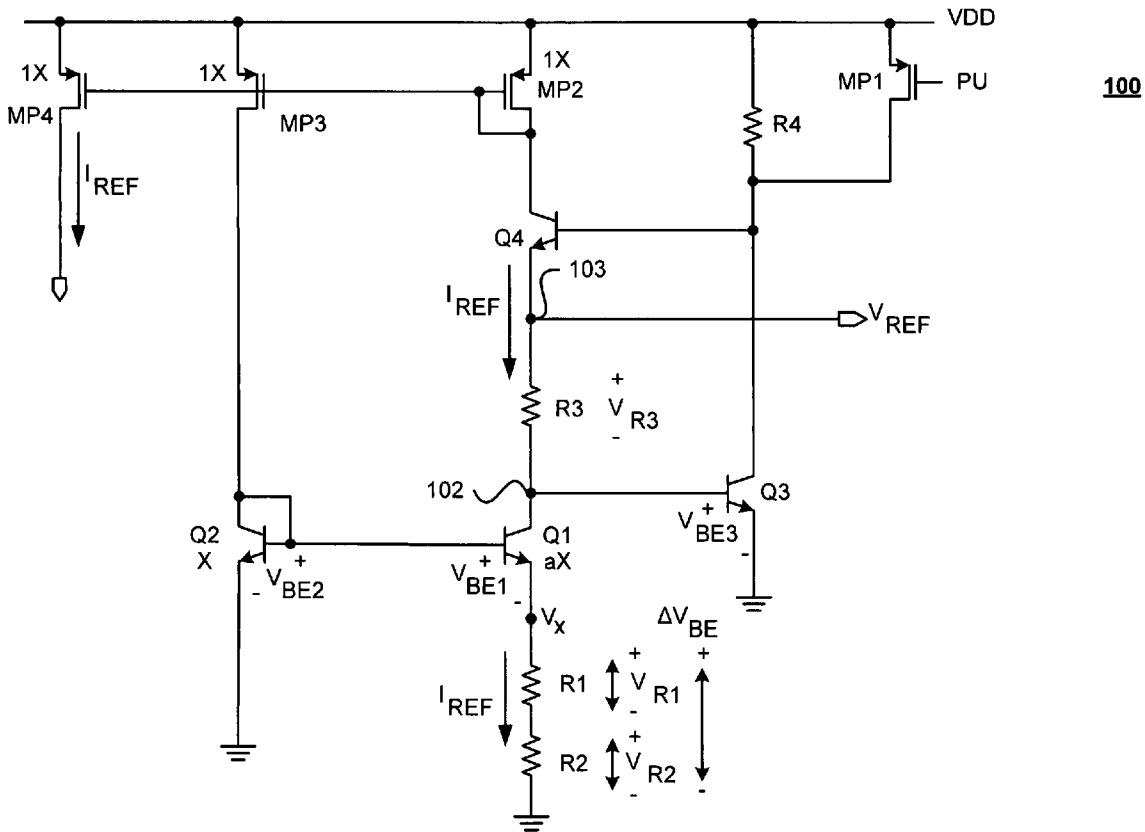 VDD
1X
1X
1X
MP4
MP3
MP2
MP1
PU
100
R4
IREF
Q4
103
IREF
VREF
R3
+
VR3
-
102
Q3
+
VBE3
-
Q2
X
+
VBE2
-
Q1
aX
+
VBE1
-
VX
ΔVBE
IREF
R1
+
VR1
-
+
R2
+
VR2
-
-